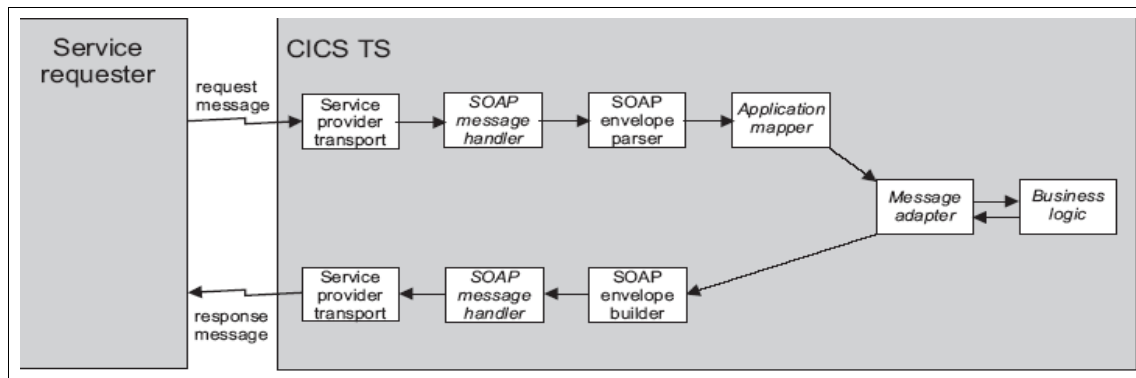 Service
requester
CICS TS
request
message
Service
provider
transport
SOAP
message
handler
SOAP
envelope
parser
Application
mapper
Message
adapter
Business
logic
Service
provider
transport
SOAP
message
handler
SOAP
envelope
builder
response
message